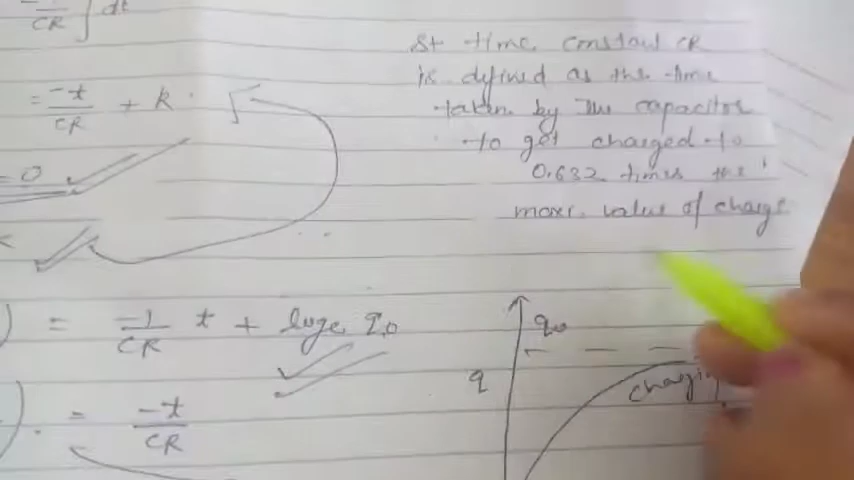 CR ∫ dt
= -t/CR + k.
= 0
= -1/CR t + loge q0
= -t/CR
St time constant CR
is defined as the time
taken by the capacitor
to get charged to
0.632 times the
maxi. value of charge
q0
q
charging